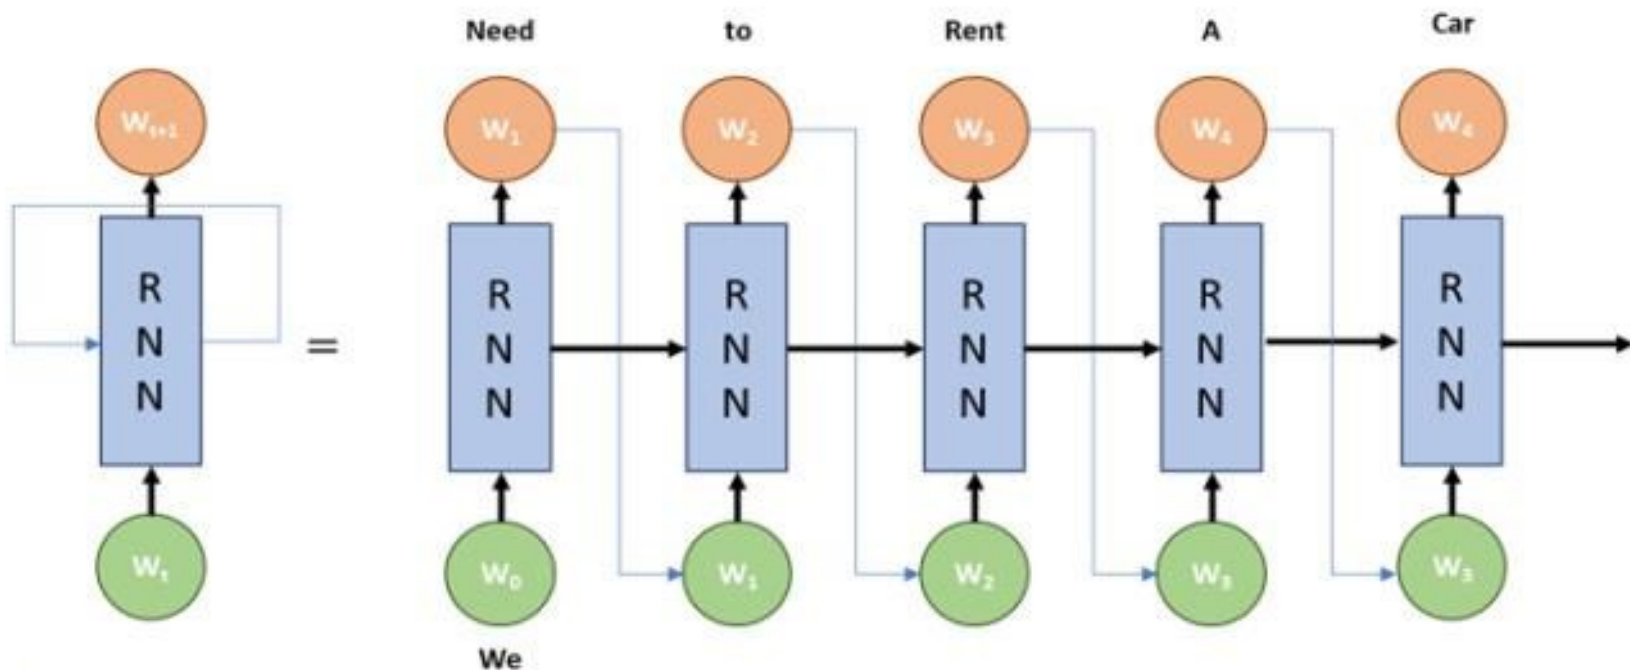 Need to Rent A Car
W₁ W₂ W₃ W₄ W₄
Wₜ₊₁
R R R R R R
N N N N N N
N N N N N N
=
Wₜ W₀ W₁ W₂ W₃ W₃
We